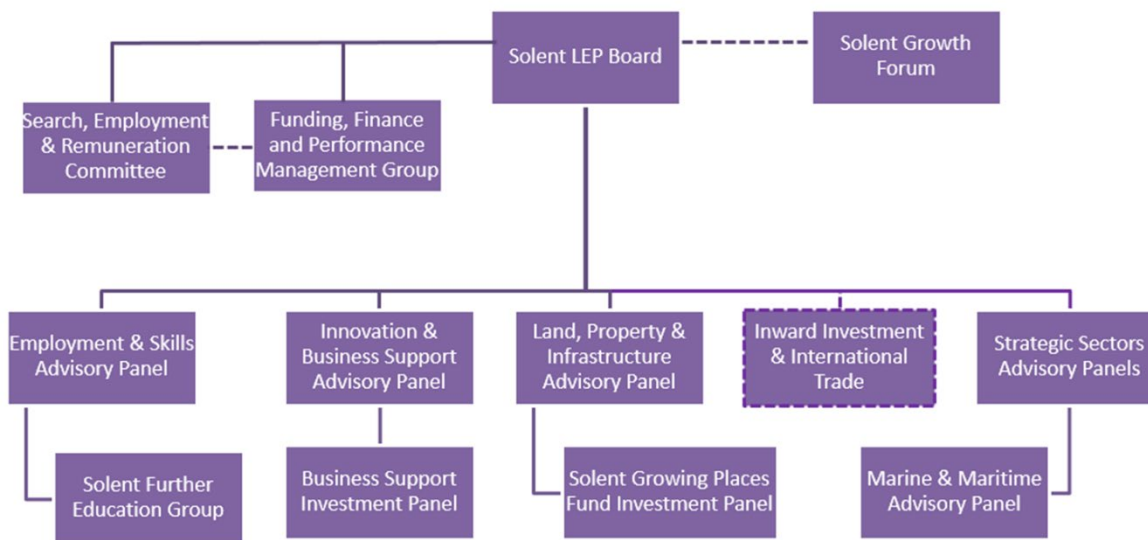 Solent LEP Board
Solent Growth
Forum
Search, Employment
& Remuneration
Committee
Funding, Finance
and Performance
Management Group
Employment & Skills
Advisory Panel
Innovation &
Business Support
Advisory Panel
Land, Property &
Infrastructure
Advisory Panel
Inward Investment
& International
Trade
Strategic Sectors
Advisory Panels
Solent Further
Education Group
Business Support
Investment Panel
Solent Growing Places
Fund Investment Panel
Marine & Maritime
Advisory Panel